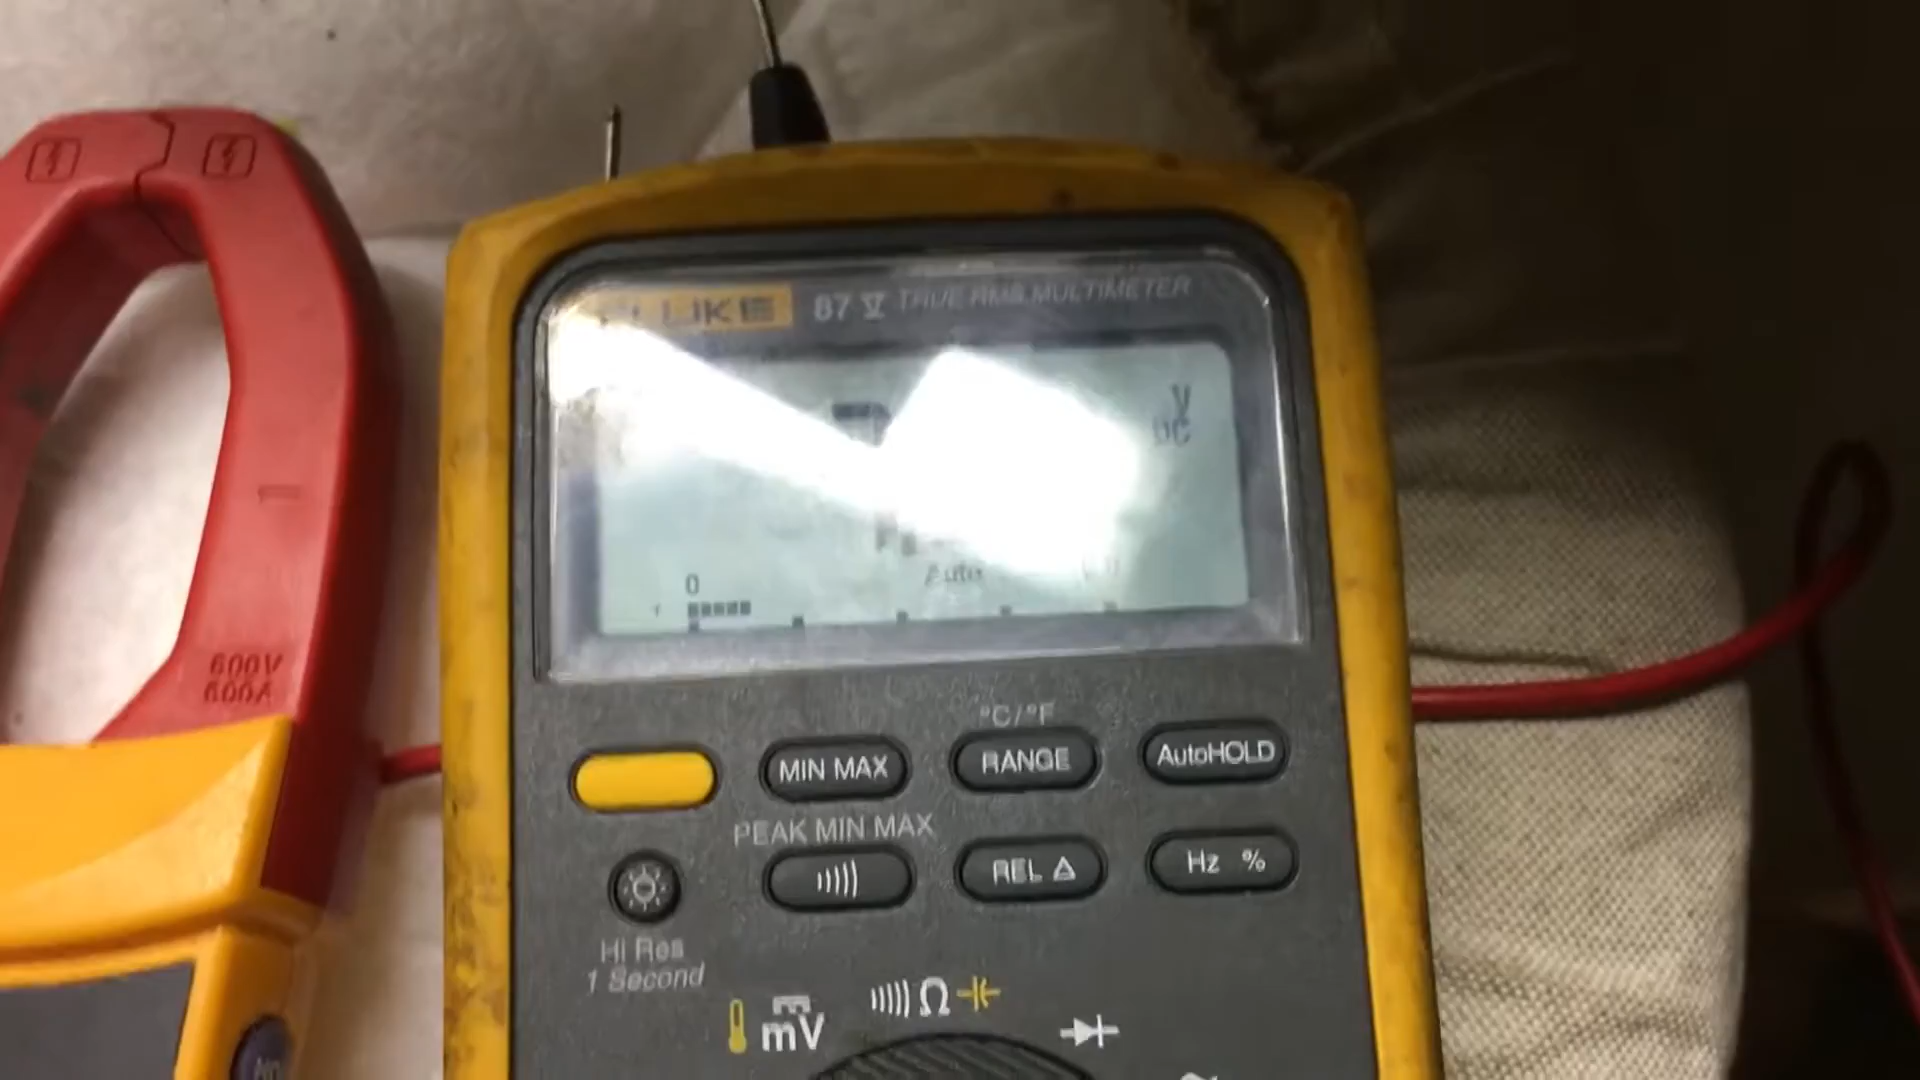 FLUKE 87 V TRUE RMS MULTIMETER
V
DC
Auto
0
600V
600A
°C/°F
MIN MAX
RANGE
AutoHOLD
PEAK MIN MAX
REL Δ
Hz %
Hi Res
1 Second
mV
Ω